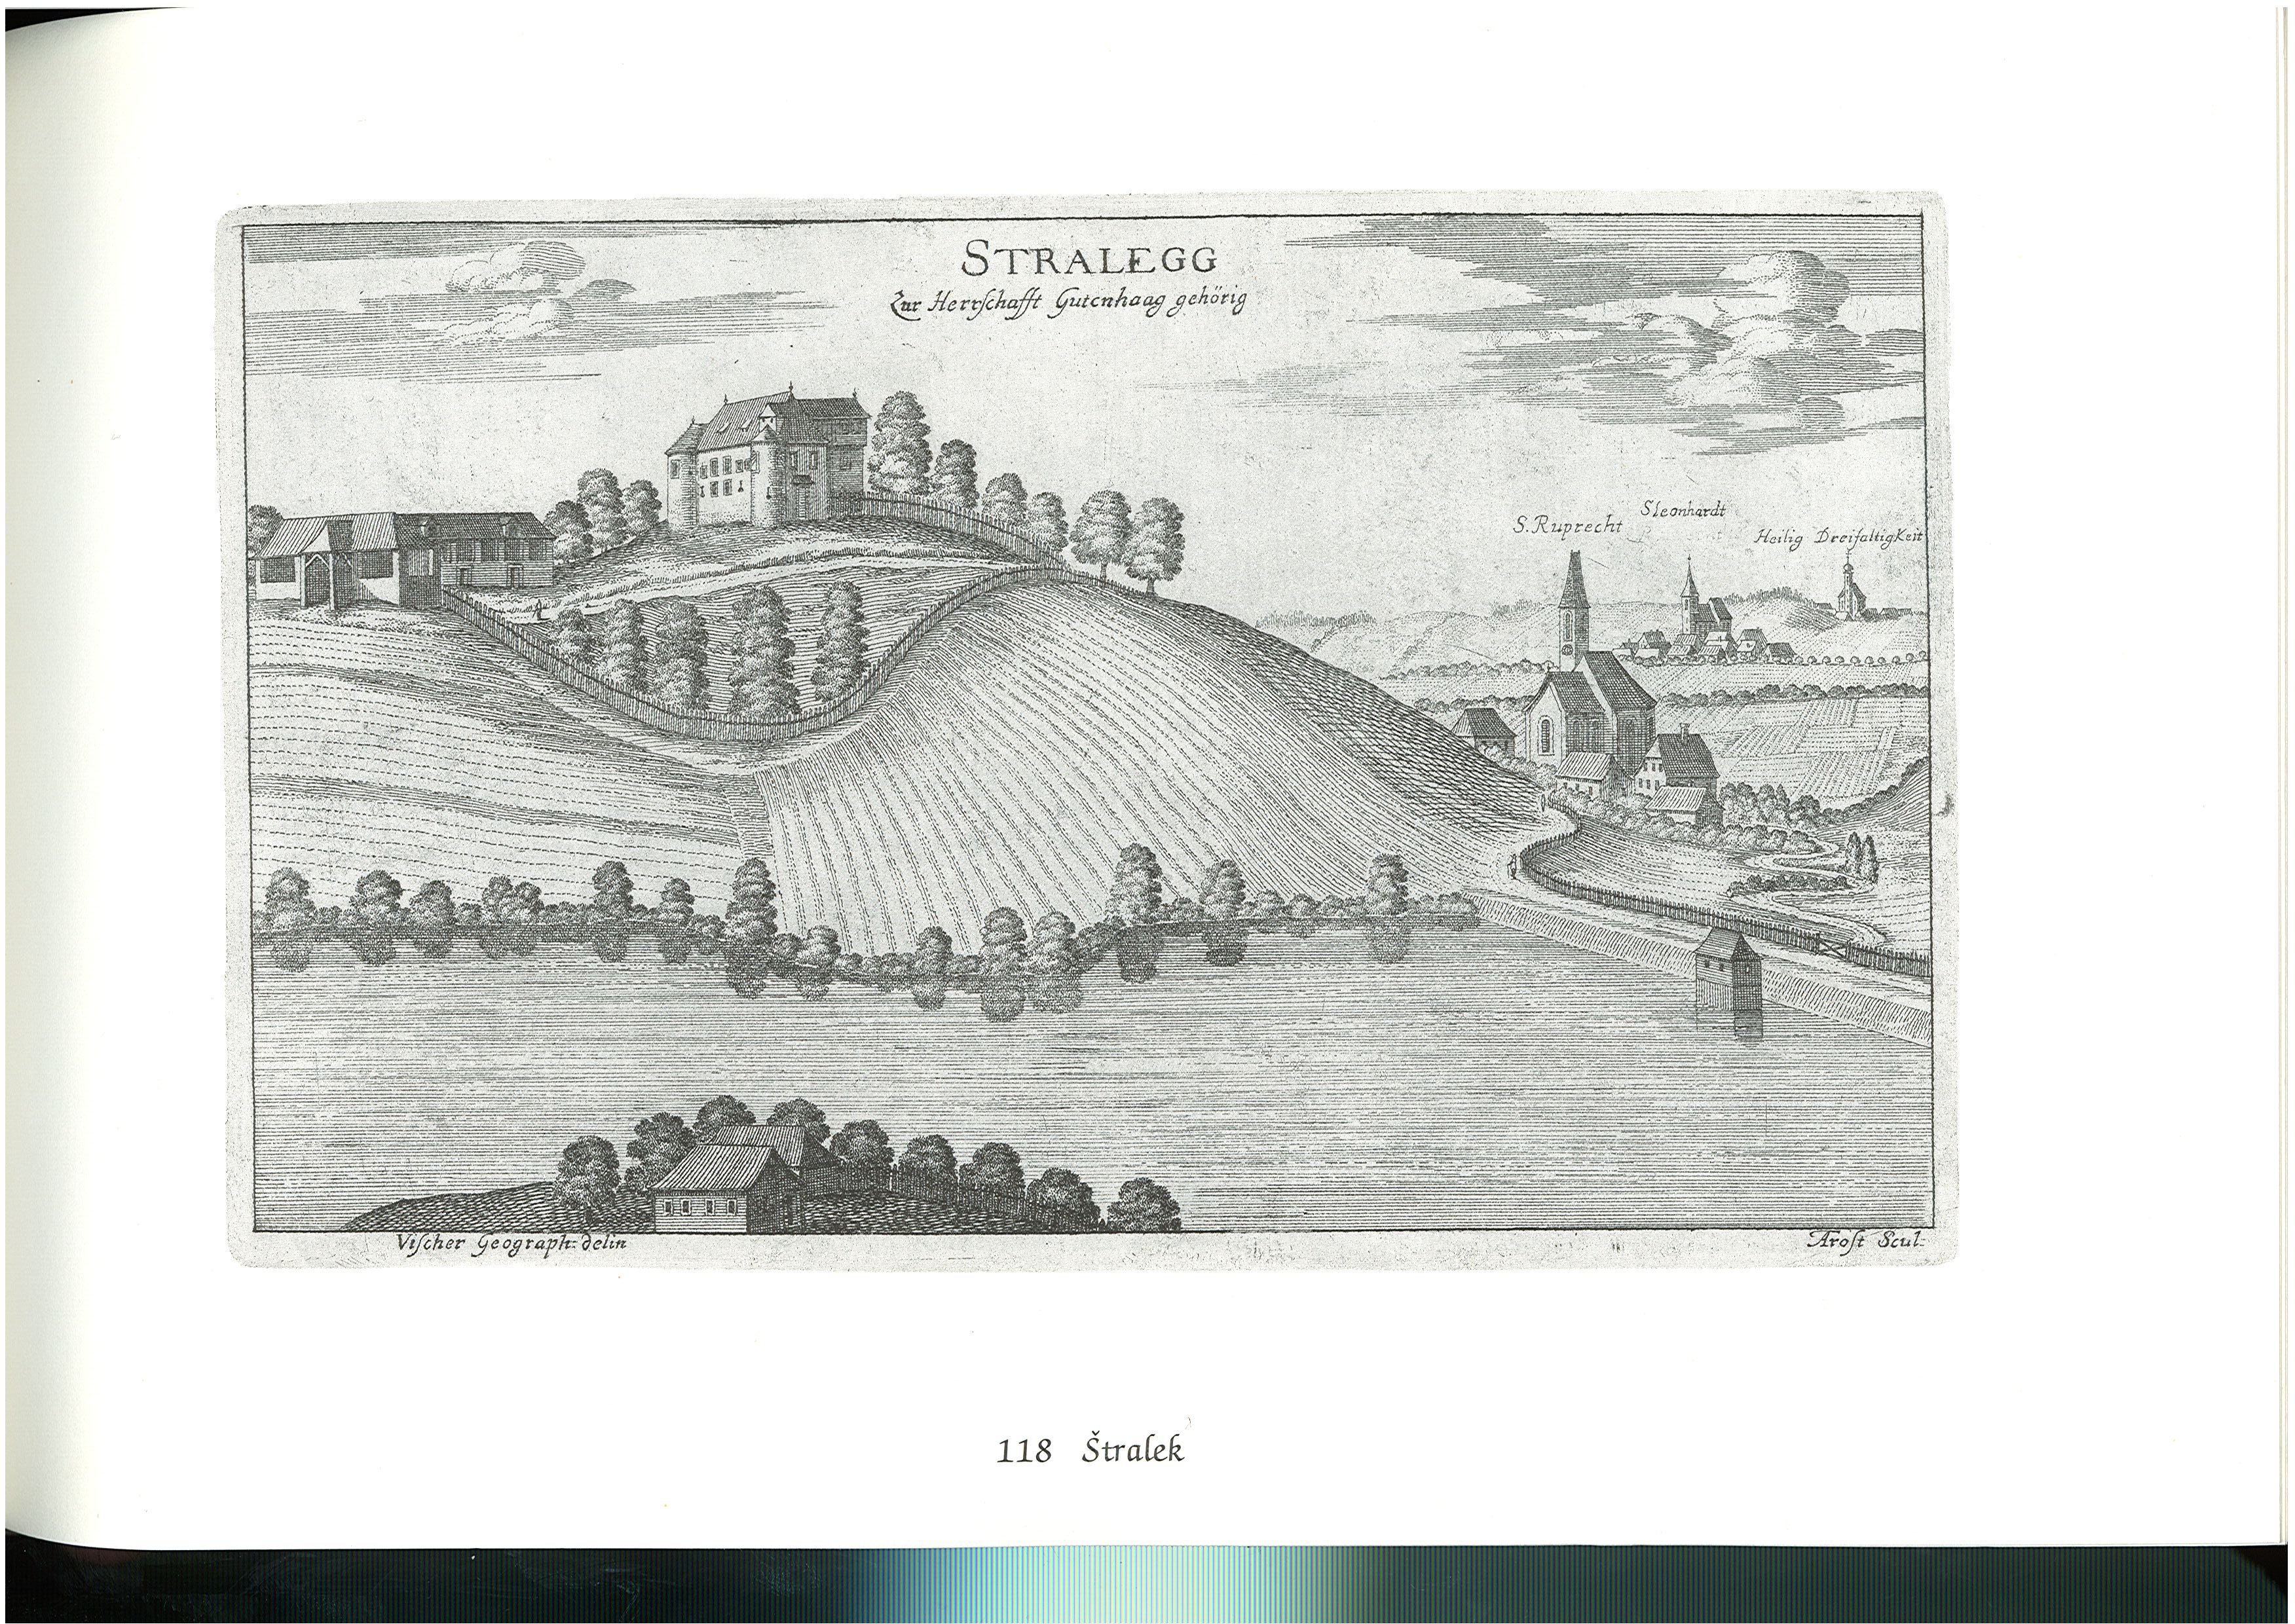 STRALEGG
Zur Herrſchafft Gutenhaag gehörig
S. Ruprecht
S leonhardt
Heilig Dreifaltigkeit
Viſcher Geograph: delin
Troſt Scul:
118 Štralek